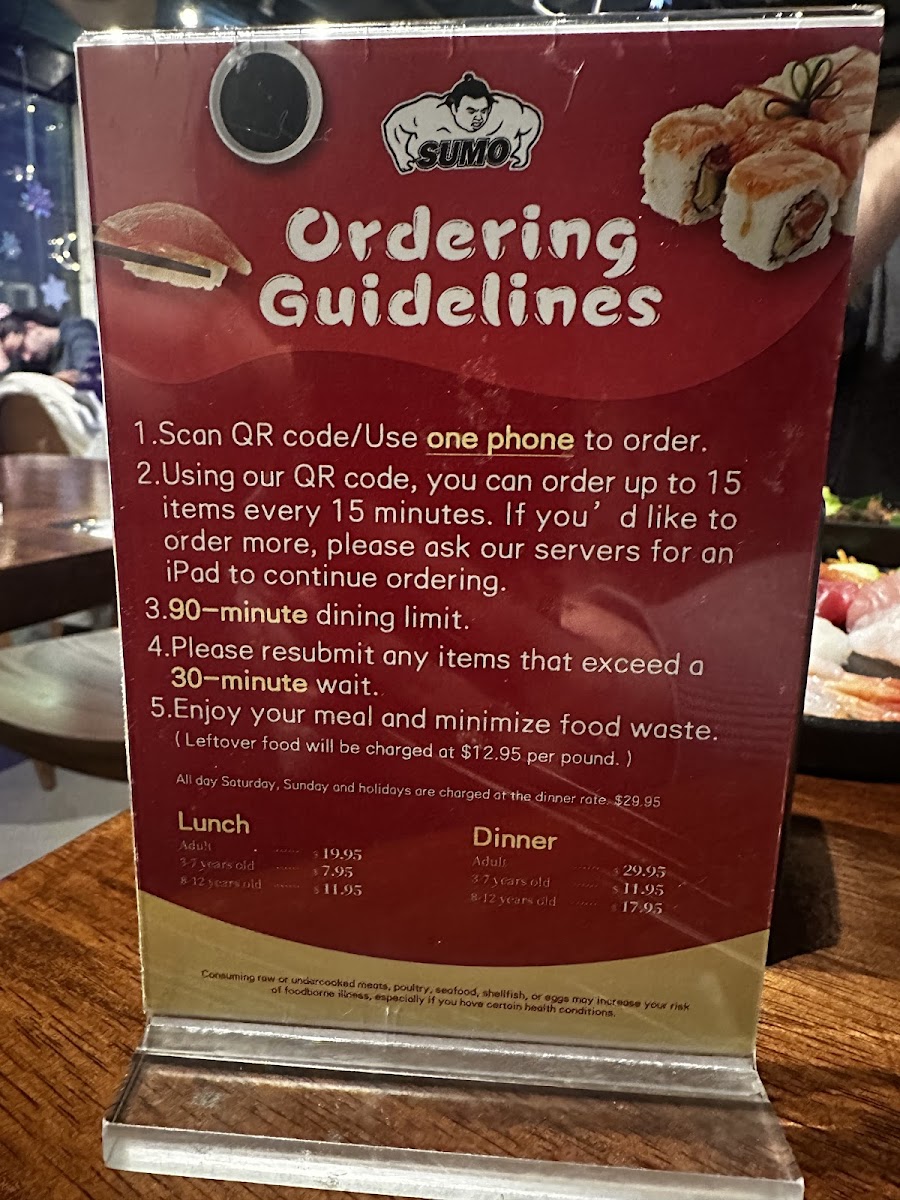 SUMO
Ordering
Guidelines
1.Scan QR code/Use one phone to order.
2.Using our QR code, you can order up to 15
items every 15 minutes. If you’d like to
order more, please ask our servers for an
iPad to continue ordering.
3.90-minute dining limit.
4.Please resubmit any items that exceed a
30-minute wait.
5.Enjoy your meal and minimize food waste.
( Leftover food will be charged at $12.95 per pound. )
All day Saturday, Sunday and holidays are charged at the dinner rate. $29.95
Lunch
Adult ...... $ 19.95
3-7 years old ...... $ 7.95
8-12 years old ...... $ 11.95
Dinner
Adult ...... $ 29.95
3-7 years old ...... $ 11.95
8-12 years old ...... $ 17.95
Consuming raw or undercooked meats, poultry, seafood, shellfish, or eggs may increase your risk
of foodborne illness, especially if you have certain health conditions.